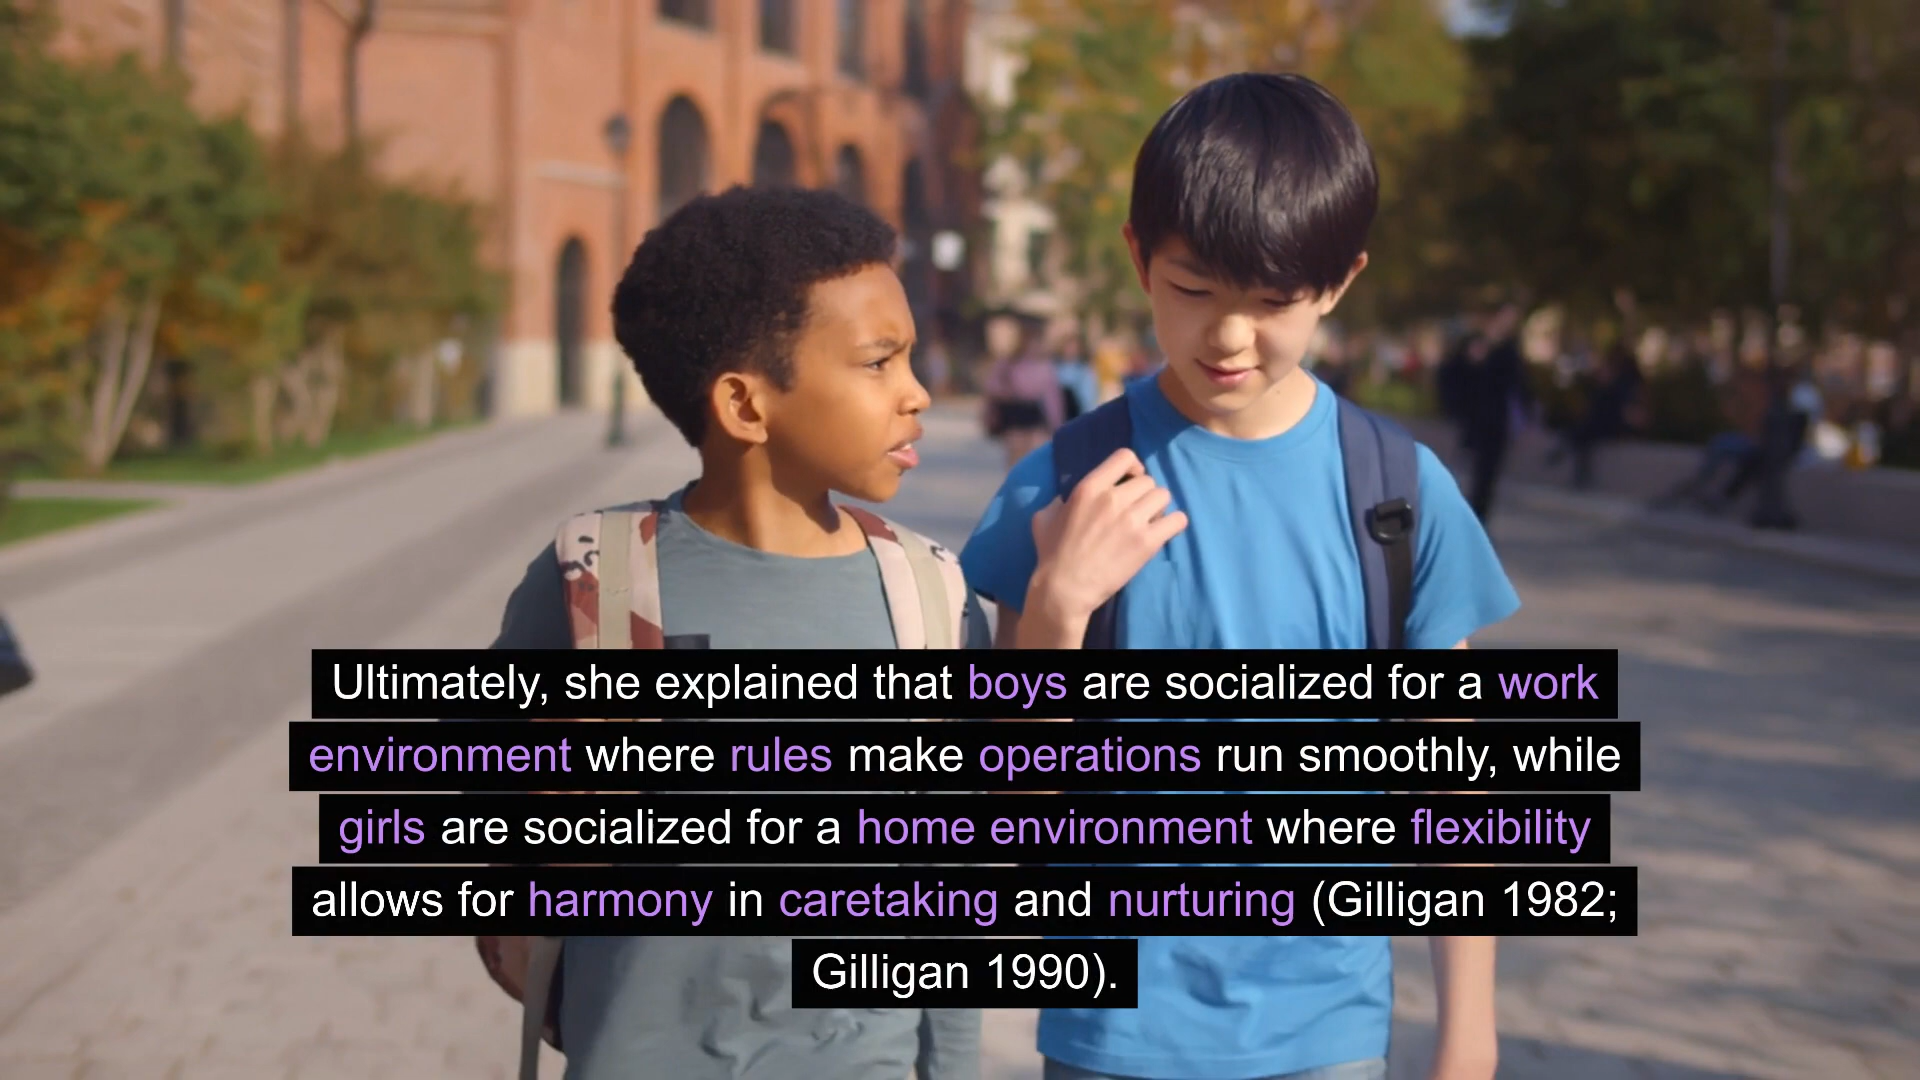 Ultimately, she explained that boys are socialized for a work
environment where rules make operations run smoothly, while
girls are socialized for a home environment where flexibility
allows for harmony in caretaking and nurturing (Gilligan 1982;
Gilligan 1990).